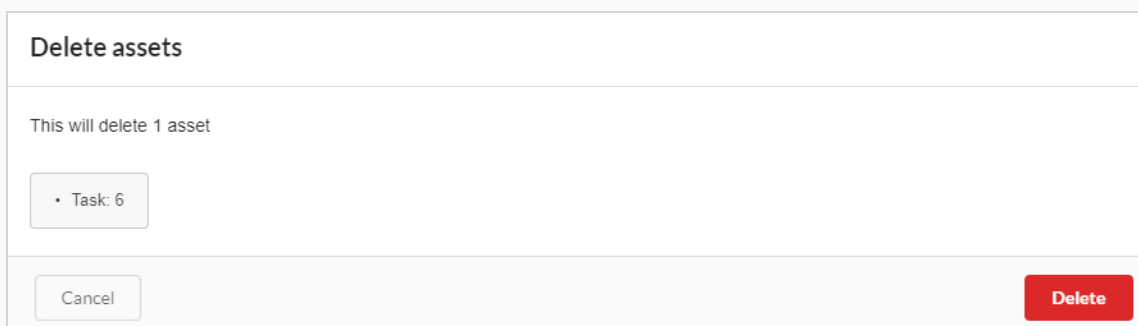 Delete assets
This will delete 1 asset
• Task: 6
Cancel
Delete